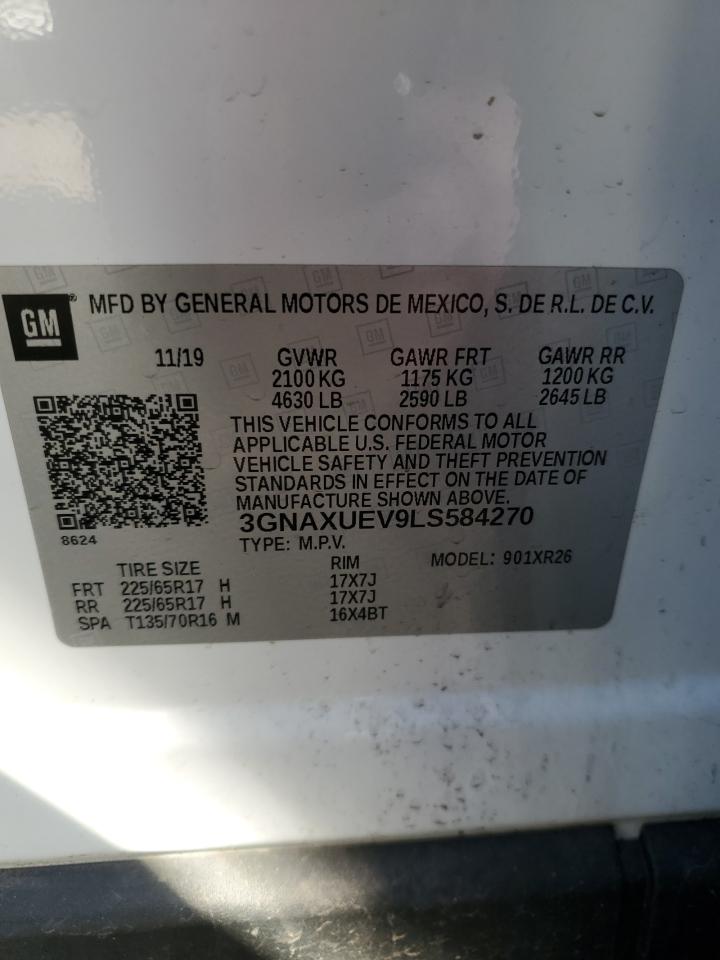 GM® MFD BY GENERAL MOTORS DE MEXICO, S. DE R.L. DE C.V.
11/19 GVWR GAWR FRT GAWR RR
2100 KG 1175 KG 1200 KG
4630 LB 2590 LB 2645 LB
THIS VEHICLE CONFORMS TO ALL
APPLICABLE U.S. FEDERAL MOTOR
VEHICLE SAFETY AND THEFT PREVENTION
STANDARDS IN EFFECT ON THE DATE OF
MANUFACTURE SHOWN ABOVE.
3GNAXUEV9LS584270
8624
TYPE: M.P.V. MODEL: 901XR26
TIRE SIZE RIM
FRT 225/65R17 H 17X7J
RR 225/65R17 H 17X7J
SPA T135/70R16 M 16X4BT